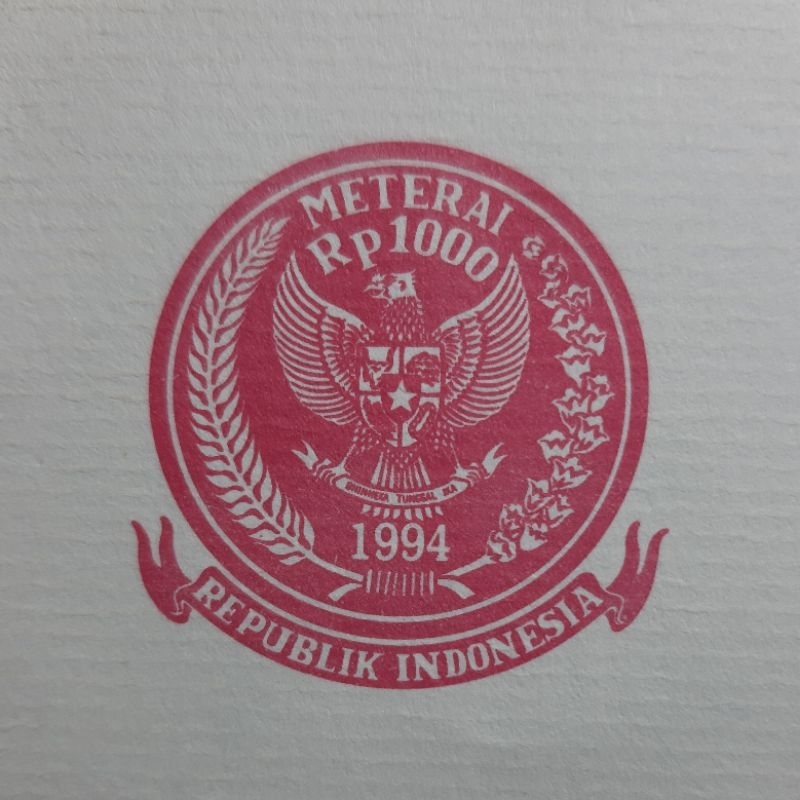 METERAI
Rp1000
BHINNEKA TUNGGAL IKA
1994
REPUBLIK INDONESIA